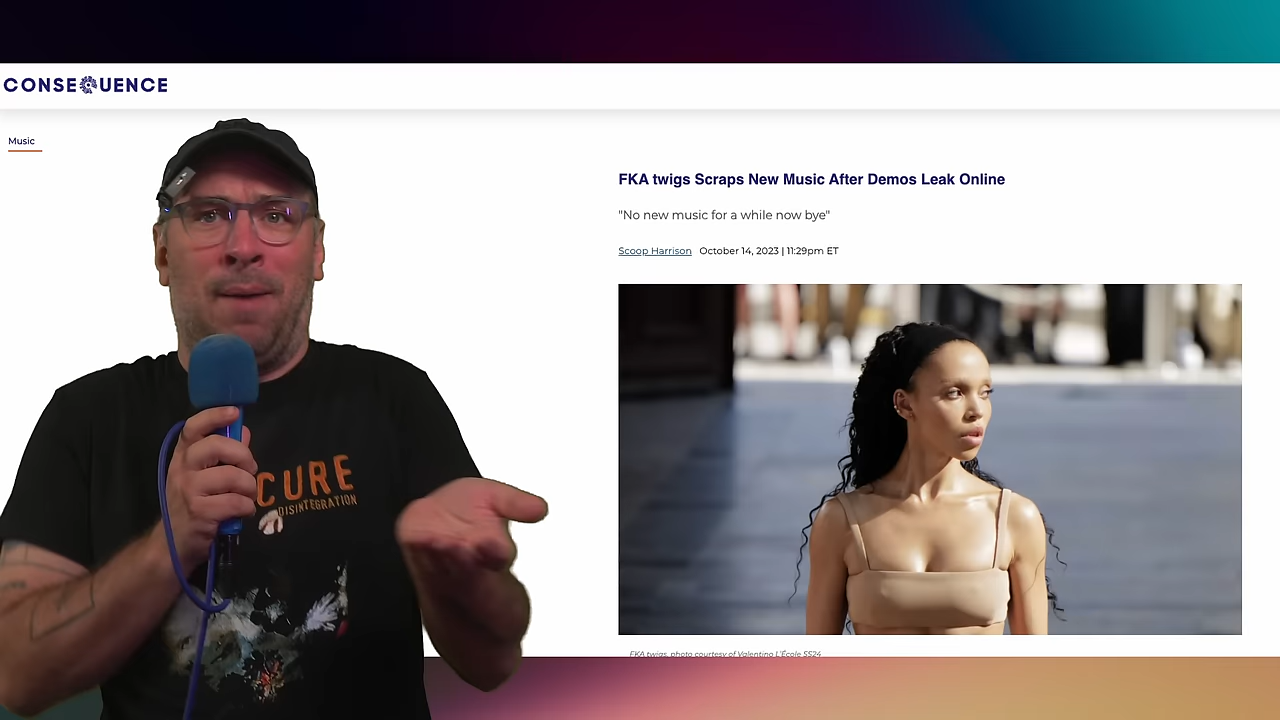 CONSEQUENCE
Music
FKA twigs Scraps New Music After Demos Leak Online
"No new music for a while now bye"
Scoop Harrison October 14, 2023 | 11:29pm ET
CURE
DISINTEGRATION
FKA twigs, photo courtesy of Valentino L'École SS24